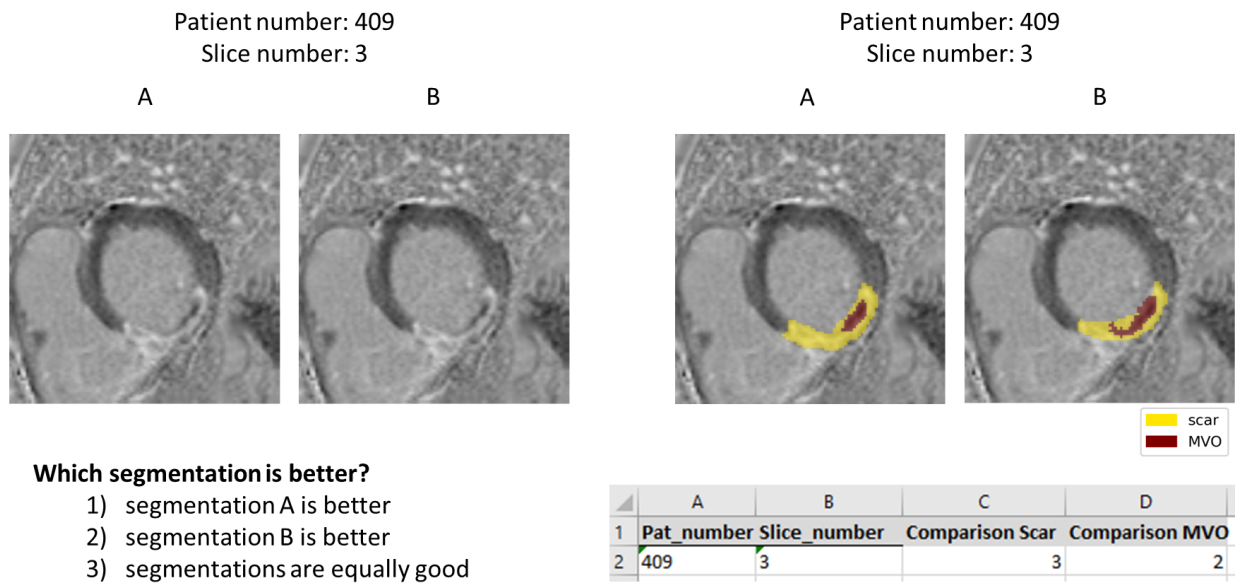 Patient number: 409
Slice number: 3
A
B
Patient number: 409
Slice number: 3
A
B
scar
MVO
Which segmentation is better?
1) segmentation A is better
2) segmentation B is better
3) segmentations are equally good
A B C D
1 Pat_number Slice_number Comparison Scar Comparison MVO
2 409 3 3 2